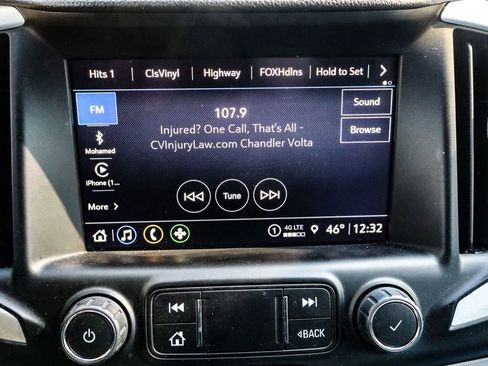 Hits 1 ClsVinyl Highway FOXHdlns Hold to Set
FM
107.9
Sound
Injured? One Call, That's All -
CVInjuryLaw.com Chandler Volta
Browse
Mohamed
iPhone (1...
Tune
More
1 4G LTE 46° 12:32
BACK